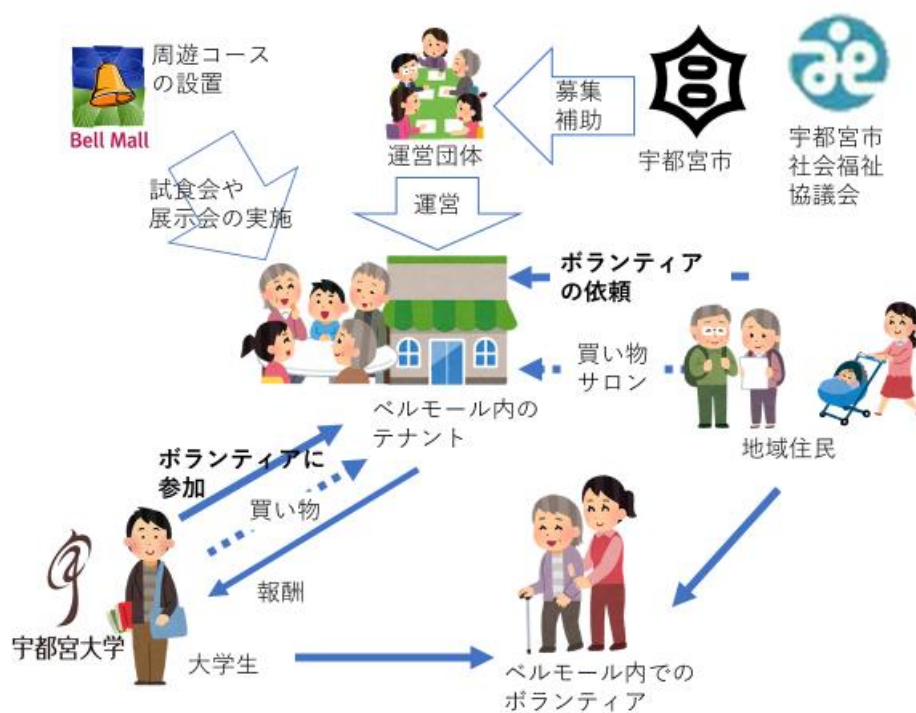 周遊コース
の設置
Bell Mall
運営団体
募集
補助
宇都宮市
宇都宮市
社会福祉
協議会
試食会や
展示会の実施
運営
ボランティア
の依頼
買い物
サロン
地域住民
ベルモール内の
テナント
ボランティアに
参加
買い物
報酬
宇都宮大学
大学生
ベルモール内での
ボランティア